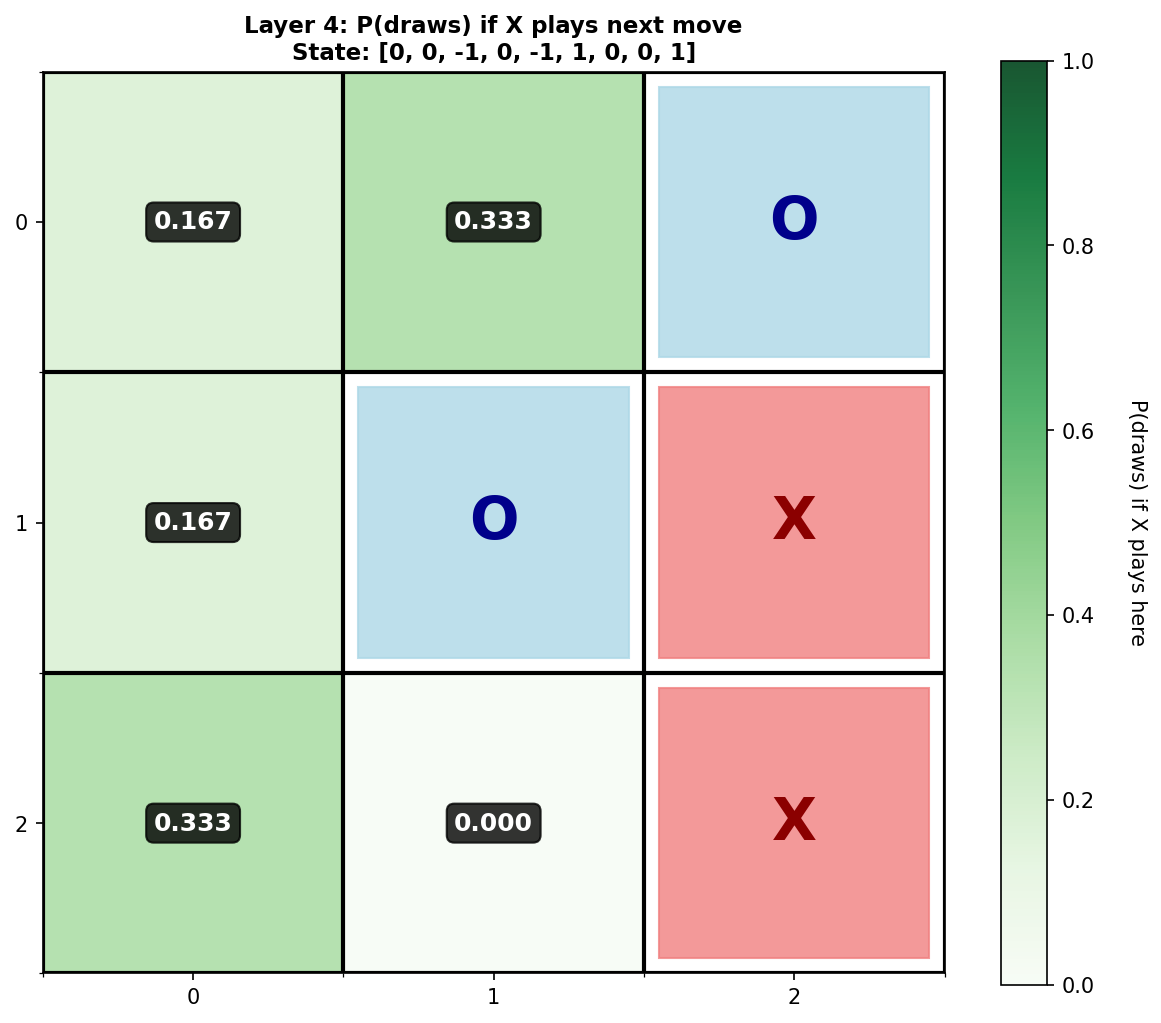 Layer 4: P(draws) if X plays next move
State: [0, 0, -1, 0, -1, 1, 0, 0, 1]
0
0.167
0.333
O
1
0.167
O
X
2
0.333
0.000
X
0
1
2
1.0
0.8
0.6
0.4
0.2
0.0
P(draws) if X plays here